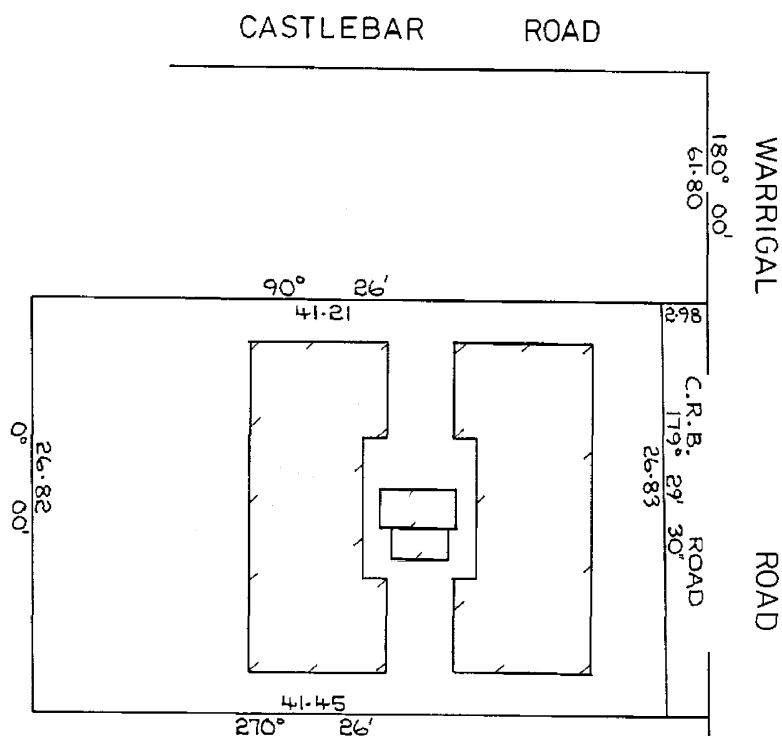 CASTLEBAR ROAD
WARRIGAL ROAD
180° 00'
61·80
90° 26'
41·21
2·98
C.R.B. ROAD
179° 29' 30"
26·83
0° 00'
26·82
41·45
270° 26'